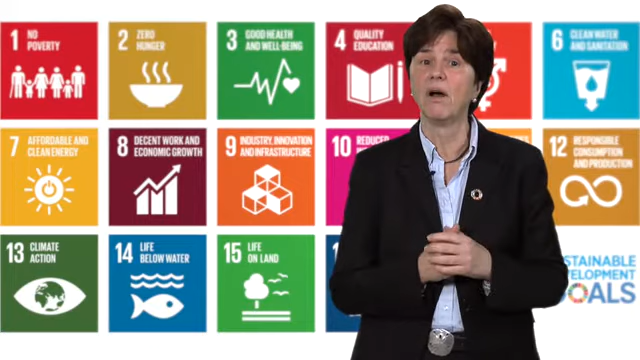 1 NO
POVERTY
2 ZERO
HUNGER
3 GOOD HEALTH
AND WELL-BEING
4 QUALITY
EDUCATION
6 CLEAN WATER
AND SANITATION
7 AFFORDABLE AND
CLEAN ENERGY
8 DECENT WORK AND
ECONOMIC GROWTH
9 INDUSTRY, INNOVATION
AND INFRASTRUCTURE
10 REDUCED
12 RESPONSIBLE
CONSUMPTION
AND PRODUCTION
13 CLIMATE
ACTION
14 LIFE
BELOW WATER
15 LIFE
ON LAND
STAINABLE
ELOPMENT
ALS